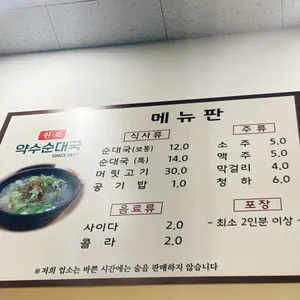 메뉴판
원조
약수순대국
SINCE 1977
식사류
순대국(보통) 12.0
순대국(특) 14.0
머릿고기 30.0
공기밥 1.0
음료류
사이다 2.0
콜라 2.0
주류
소주 5.0
맥주 5.0
막걸리 4.0
청하 6.0
포장
- 최소 2인분 이상 -
※저희 업소는 바쁜 시간에는 술을 판매하지 않습니다